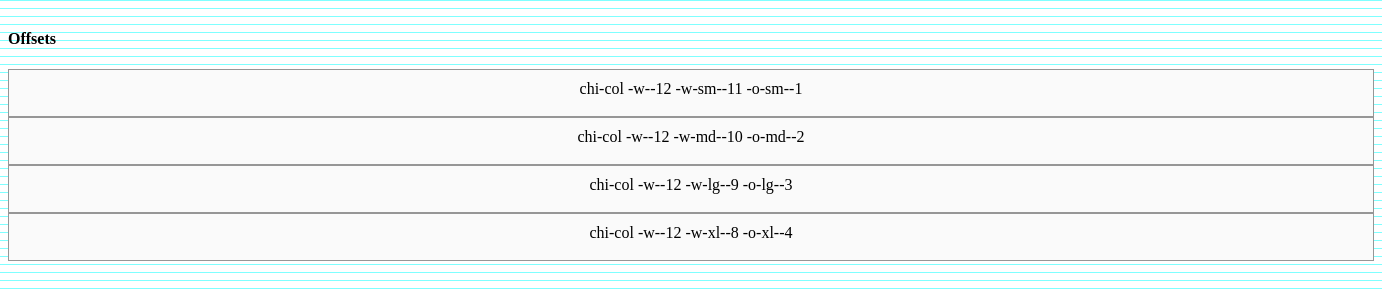 Offsets
chi-col -w--12 -w-sm--11 -o-sm--1
chi-col -w--12 -w-md--10 -o-md--2
chi-col -w--12 -w-lg--9 -o-lg--3
chi-col -w--12 -w-xl--8 -o-xl--4